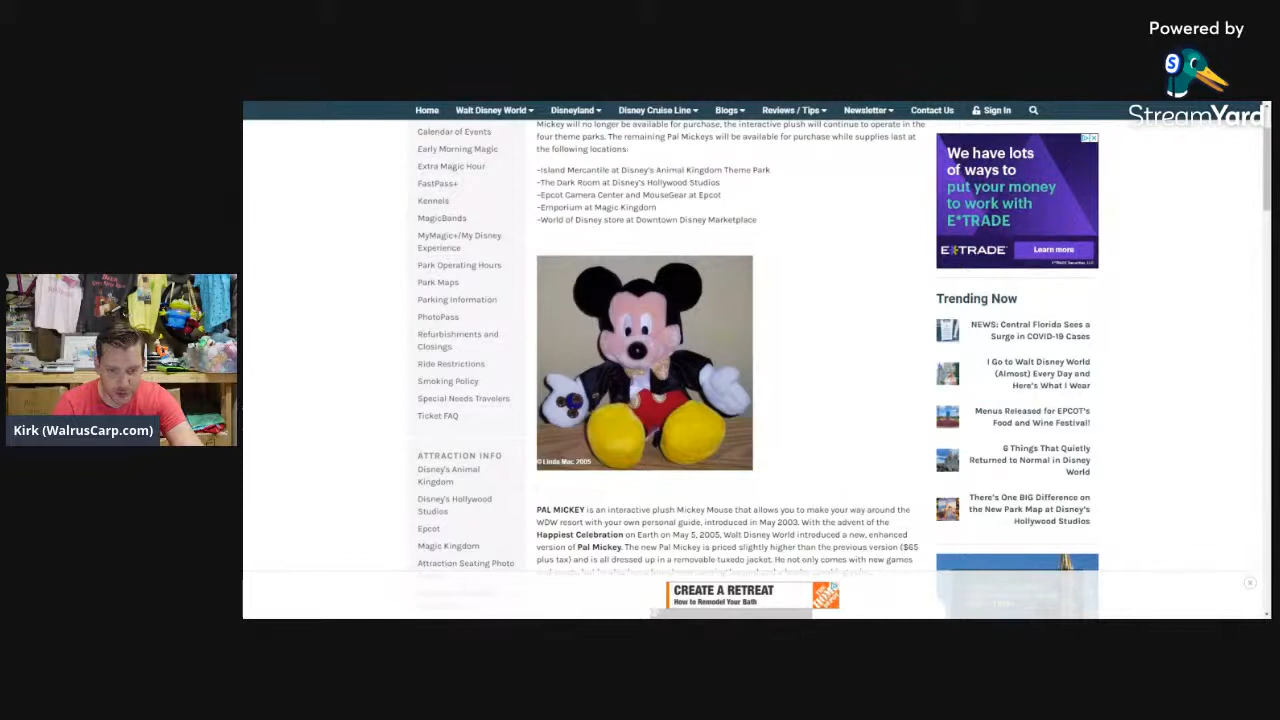 Powered by
S
StreamYard
Home Walt Disney World Disneyland Disney Cruise Line Blogs Reviews / Tips Newsletter Contact Us Sign In
Calendar of Events
Early Morning Magic
Extra Magic Hour
FastPass+
Kennels
MagicBands
MyMagic+/My Disney
Experience
Park Operating Hours
Park Maps
Parking Information
PhotoPass
Refurbishments and
Closings
Ride Restrictions
Smoking Policy
Special Needs Travelers
Ticket FAQ
ATTRACTION INFO
Disney's Animal
Kingdom
Disney's Hollywood
Studios
Epcot
Magic Kingdom
Attraction Seating Photo
Mickey will no longer be available for purchase, the interactive plush will continue to operate in the
four theme parks. The remaining Pal Mickeys will be available for purchase while supplies last at
the following locations:
–Island Mercantile at Disney's Animal Kingdom Theme Park
–The Dark Room at Disney's Hollywood Studios
–Epcot Camera Center and MouseGear at Epcot
–Emporium at Magic Kingdom
–World of Disney store at Downtown Disney Marketplace
© Linda Mac 2005
PAL MICKEY is an interactive plush Mickey Mouse that allows you to make your way around the
WDW resort with your own personal guide, introduced in May 2003. With the advent of the
Happiest Celebration on Earth on May 5, 2005, Walt Disney World introduced a new, enhanced
version of Pal Mickey. The new Pal Mickey is priced slightly higher than the previous version ($65
plus tax) and is all dressed up in a removable tuxedo jacket. He not only comes with new games
We have lots
of ways to
put your money
to work with
E*TRADE
E*TRADE Learn more
Trending Now
NEWS: Central Florida Sees a
Surge in COVID-19 Cases
I Go to Walt Disney World
(Almost) Every Day and
Here's What I Wear
Menus Released for EPCOT's
Food and Wine Festival!
6 Things That Quietly
Returned to Normal in Disney
World
There's One BIG Difference on
the New Park Map at Disney's
Hollywood Studios
CREATE A RETREAT
How to Remodel Your Bath
Kirk (WalrusCarp.com)